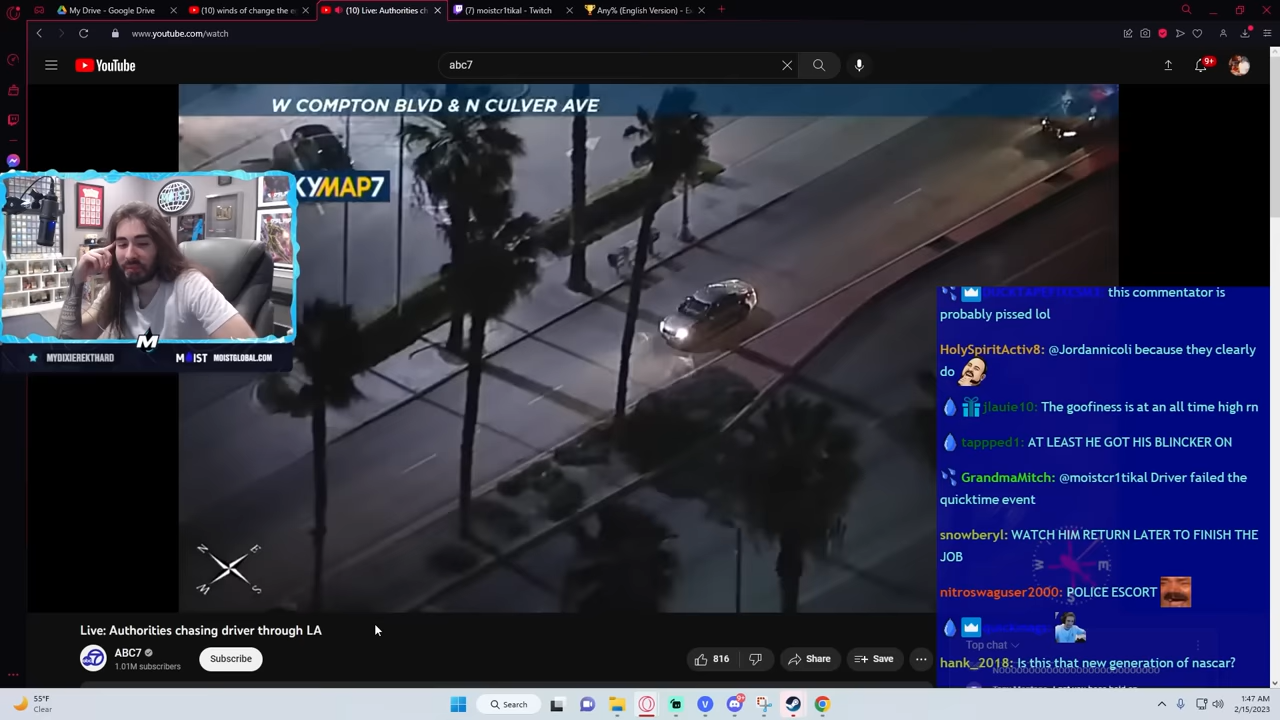 My Drive - Google Drive
(10) winds of change the e
(10) Live: Authorities c
moistcr1tikal - Twitch
Any% (English) - E
www.youtube.com/watch
YouTube
abc7
9+
W COMPTON BLVD & N CULVER AVE
KYMAP7
MYDIXIEREKTHARD
MOIST
MOISTGLOBAL.COM
N
E
S
this commentator is
probably pissed lol
HolySpiritActiv8: @Jordannicoli because they clearly
do
jlauie10: The goofiness is at an all time high rn
tappped1: AT LEAST HE GOT HIS BLINCKER ON
GrandmaMitch: @moistcr1tikal Driver failed the
quicktime event
snowberyl: WATCH HIM RETURN LATER TO FINISH THE
JOB
nitroswaguser2000: POLICE ESCORT
Top chat
hank_2018: Is this that new generation of nascar?
Live: Authorities chasing driver through LA
ABC7
1.01M subscribers
Subscribe
816
Share
Save
55°F
Clear
Search
1:47 AM
2/15/2023